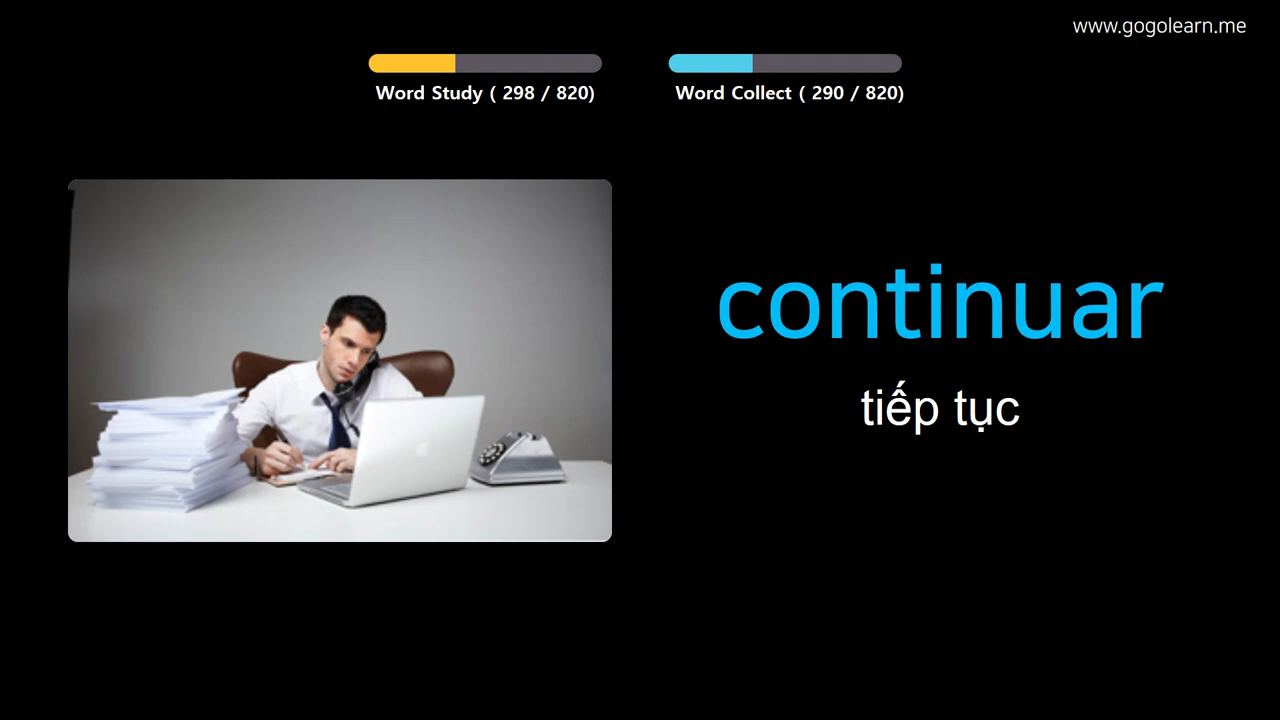 www.gogolearn.me
Word Study ( 298 / 820)
Word Collect ( 290 / 820)
continuar
tiếp tục